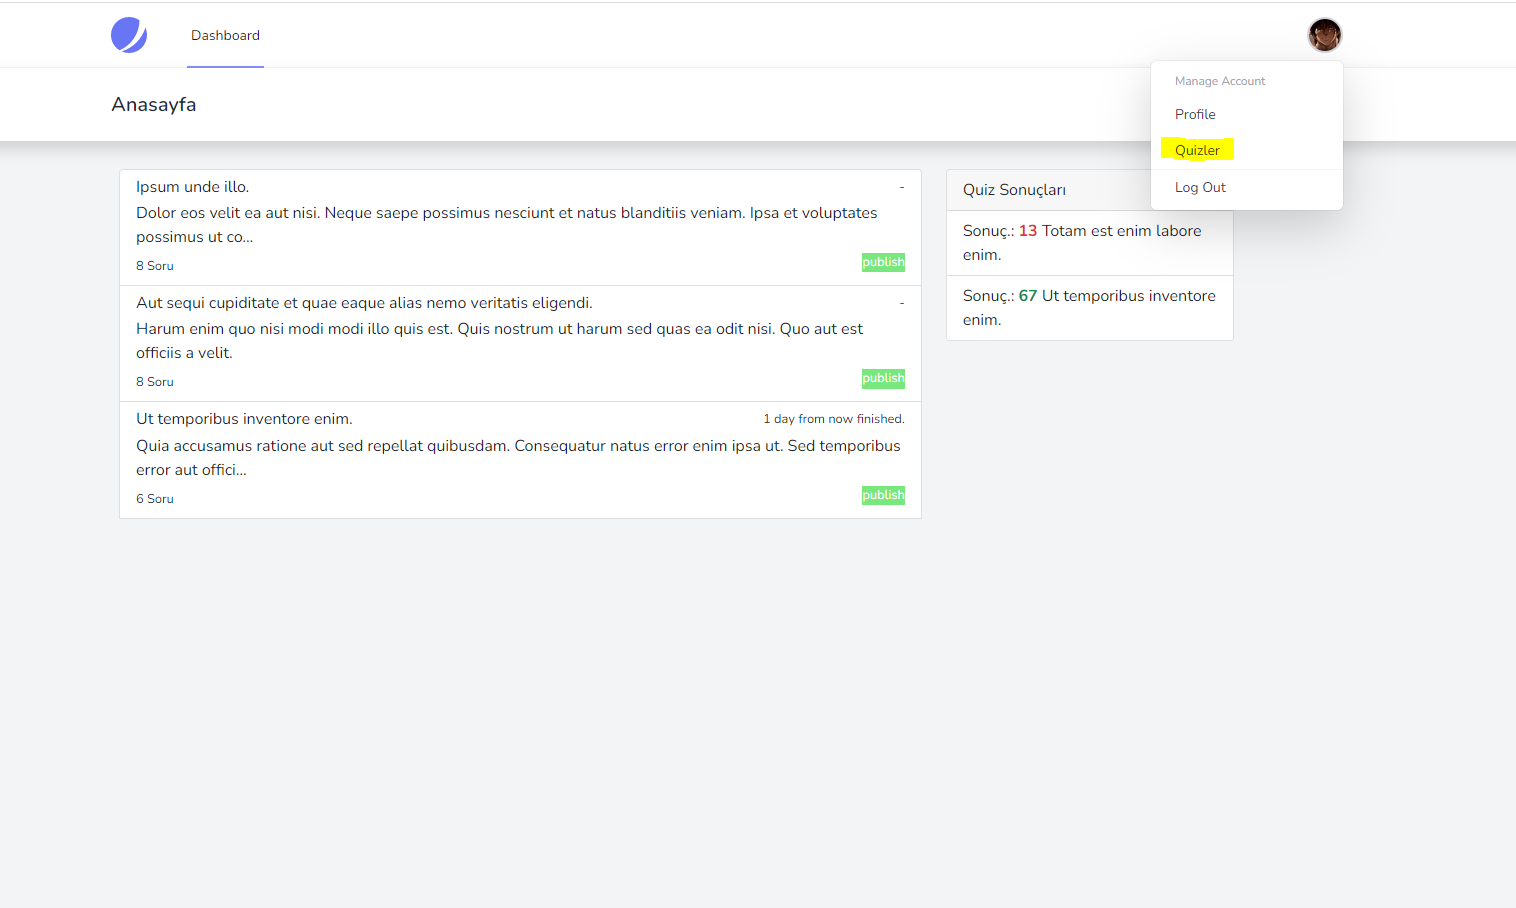 Dashboard
Manage Account
Profile
Quizler
Log Out
Anasayfa
Ipsum unde illo.
-
Dolor eos velit ea aut nisi. Neque saepe possimus nesciunt et natus blanditiis veniam. Ipsa et voluptates
possimus ut co...
8 Soru
publish
Aut sequi cupiditate et quae eaque alias nemo veritatis eligendi.
-
Harum enim quo nisi modi modi illo quis est. Quis nostrum ut harum sed quas ea odit nisi. Quo aut est
officiis a velit.
8 Soru
publish
Ut temporibus inventore enim.
1 day from now finished.
Quia accusamus ratione aut sed repellat quibusdam. Consequatur natus error enim ipsa ut. Sed temporibus
error aut offici...
6 Soru
publish
Quiz Sonuçları
Sonuç.: 13 Totam est enim labore
enim.
Sonuç.: 67 Ut temporibus inventore
enim.